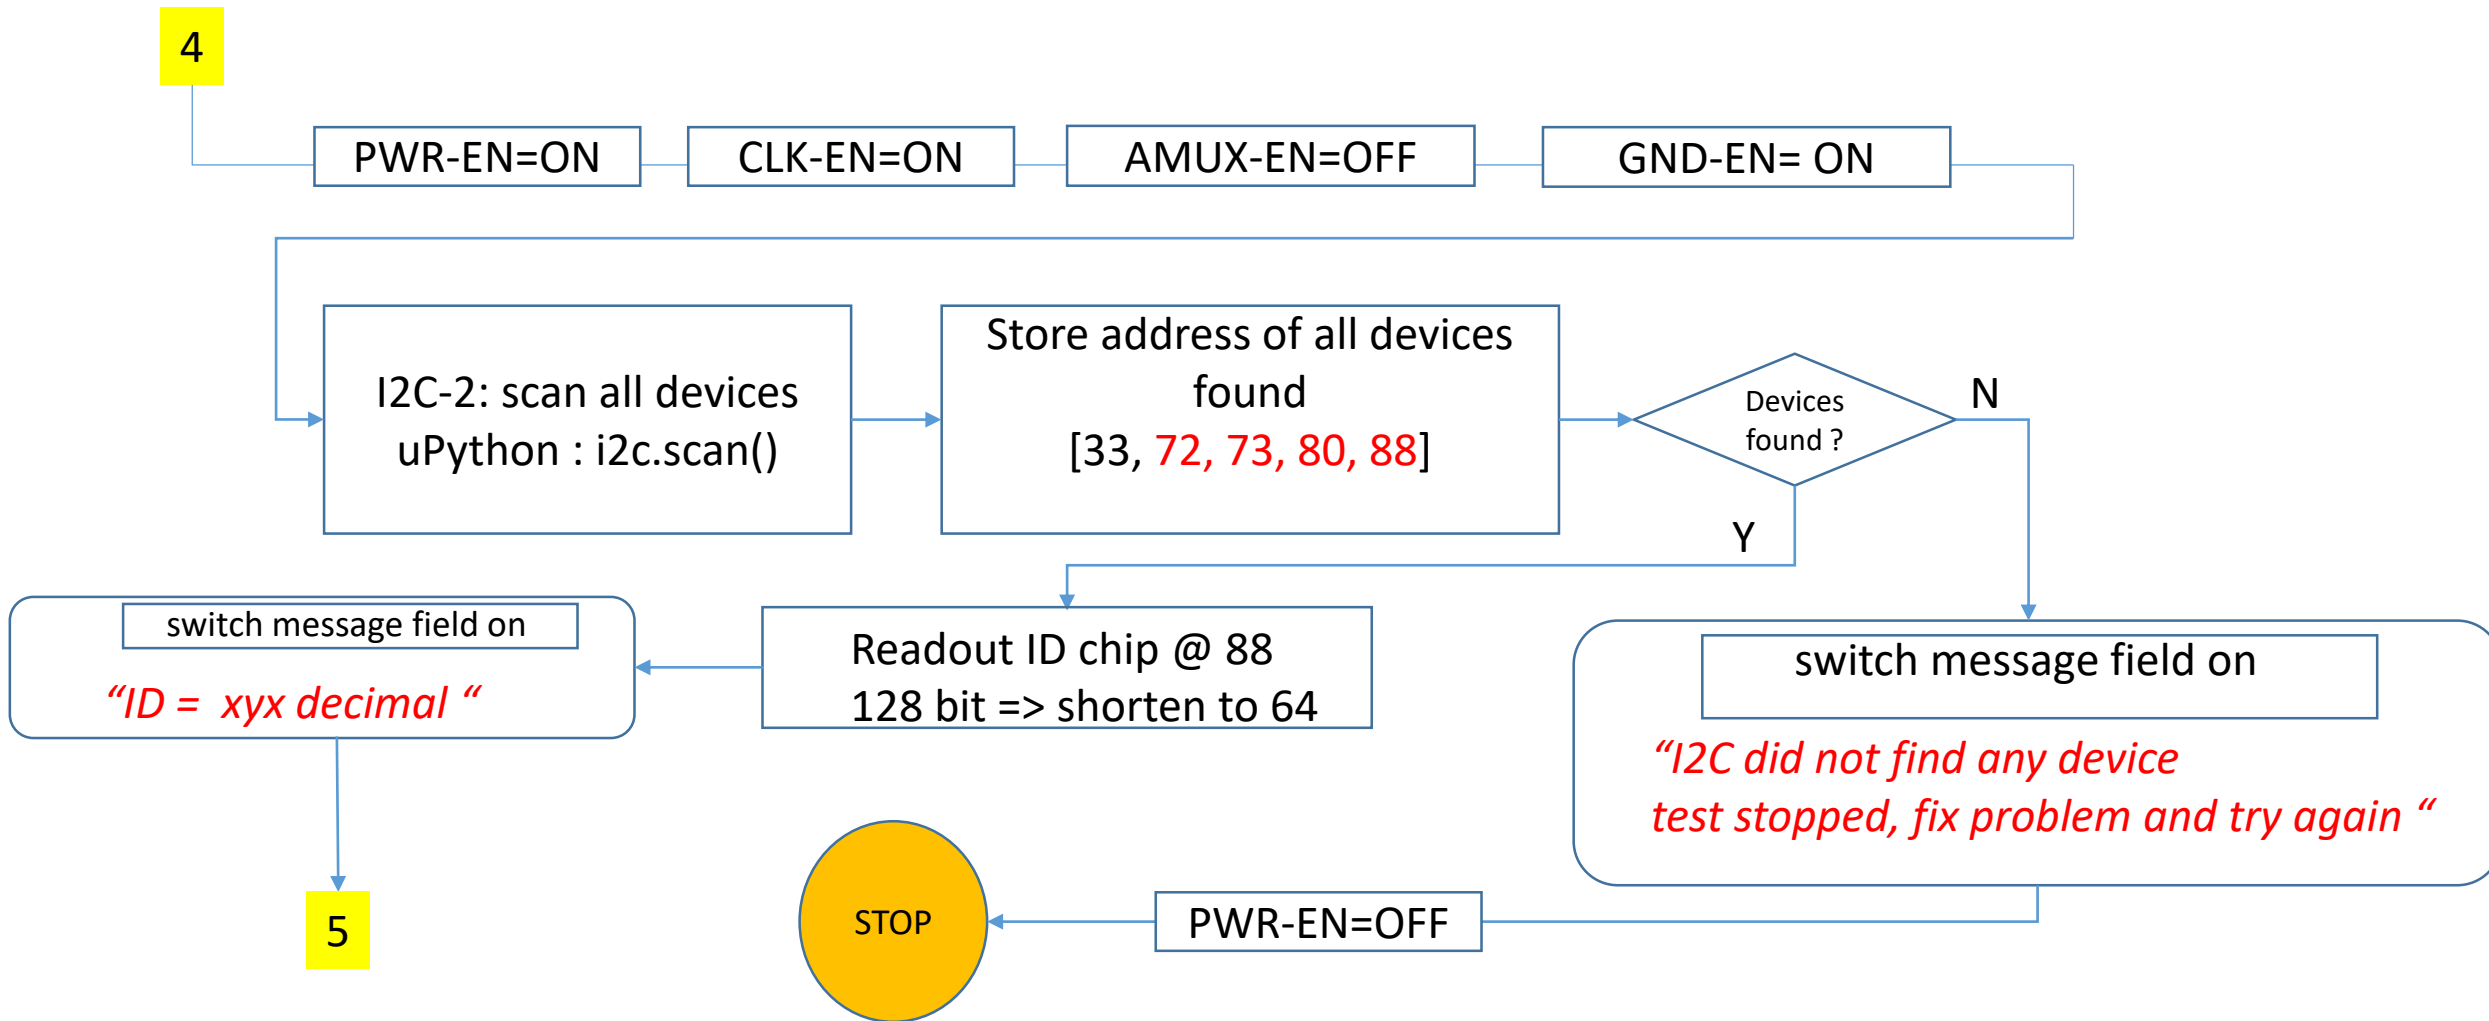 4
PWR-EN=ON
CLK-EN=ON
AMUX-EN=OFF
GND-EN= ON
I2C-2: scan all devices
uPython : i2c.scan()
Store address of all devices
found
[33, 72, 73, 80, 88]
Devices
found ?
N
Y
switch message field on
“ID =  xyx decimal “
Readout ID chip @ 88
128 bit => shorten to 64
switch message field on
“I2C did not find any device
test stopped, fix problem and try again “
5
STOP
PWR-EN=OFF